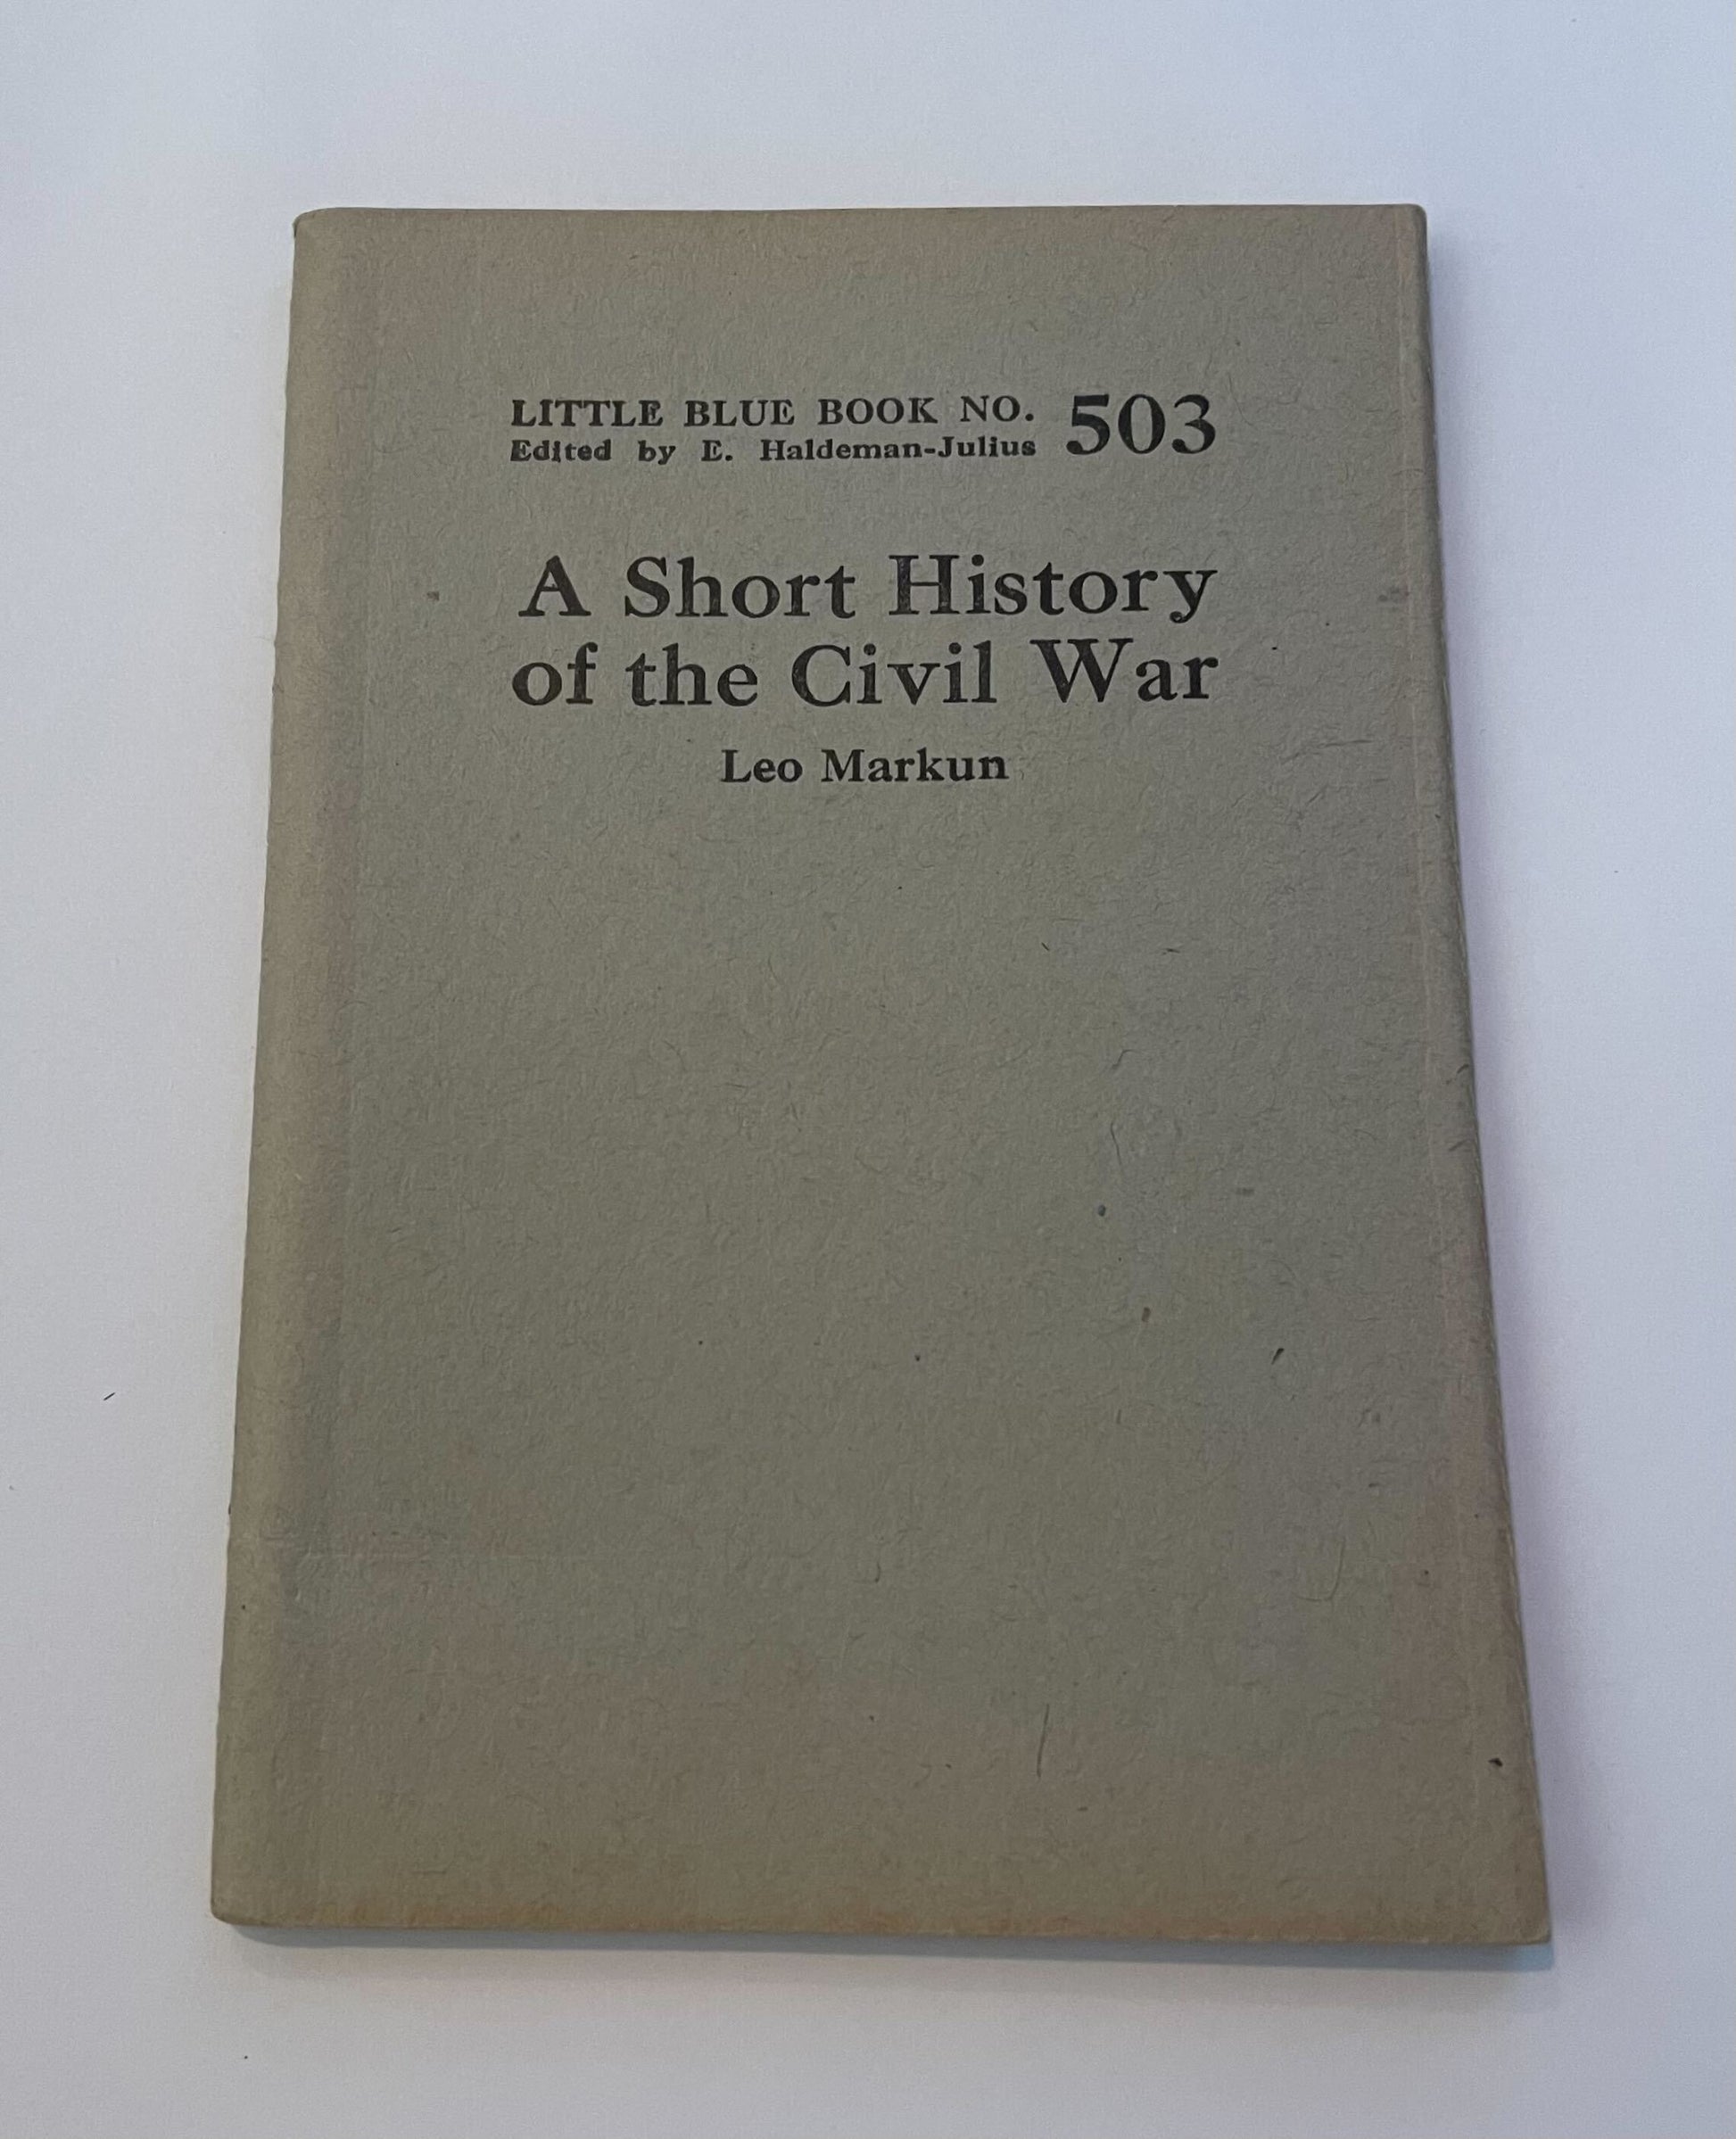 LITTLE BLUE BOOK NO. 503
Edited by E. Haldeman-Julius
A Short History
of the Civil War
Leo Markun